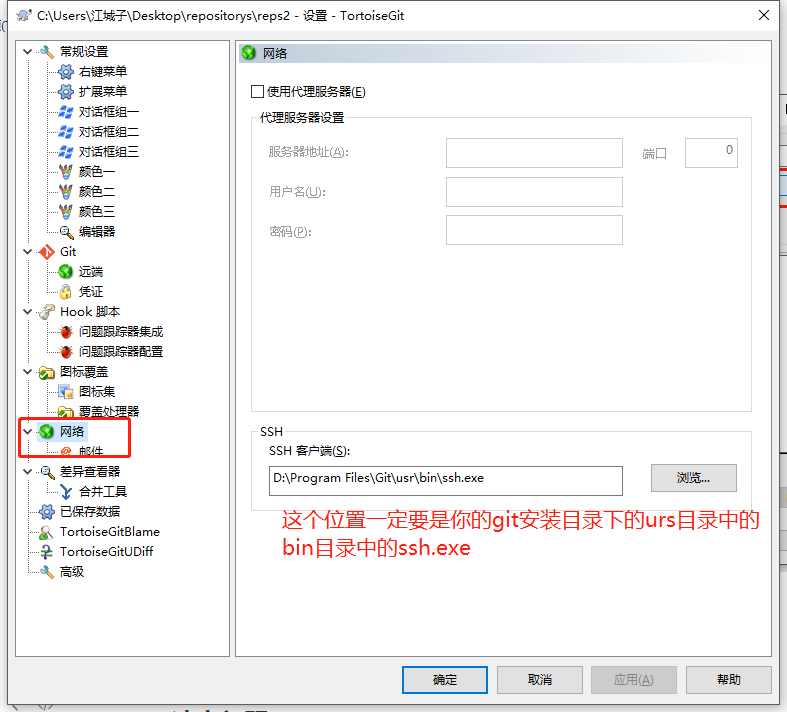 C:\Users\江城子\Desktop\repositorys\reps2 - 设置 - TortoiseGit
常规设置
右键菜单
扩展菜单
对话框组一
对话框组二
对话框组三
颜色一
颜色二
颜色三
编辑器
Git
远端
凭证
Hook 脚本
问题跟踪器集成
问题跟踪器配置
图标覆盖
图标集
覆盖处理器
网络
邮件
差异查看器
合并工具
已保存数据
TortoiseGitBlame
TortoiseGitUDiff
高级
网络
使用代理服务器(E)
代理服务器设置
服务器地址(A):
端口
0
用户名(U):
密码(P):
SSH
SSH 客户端(S):
D:\Program Files\Git\usr\bin\ssh.exe
浏览...
这个位置一定要是你的git安装目录下的urs目录中的
bin目录中的ssh.exe
确定
取消
应用(A)
帮助